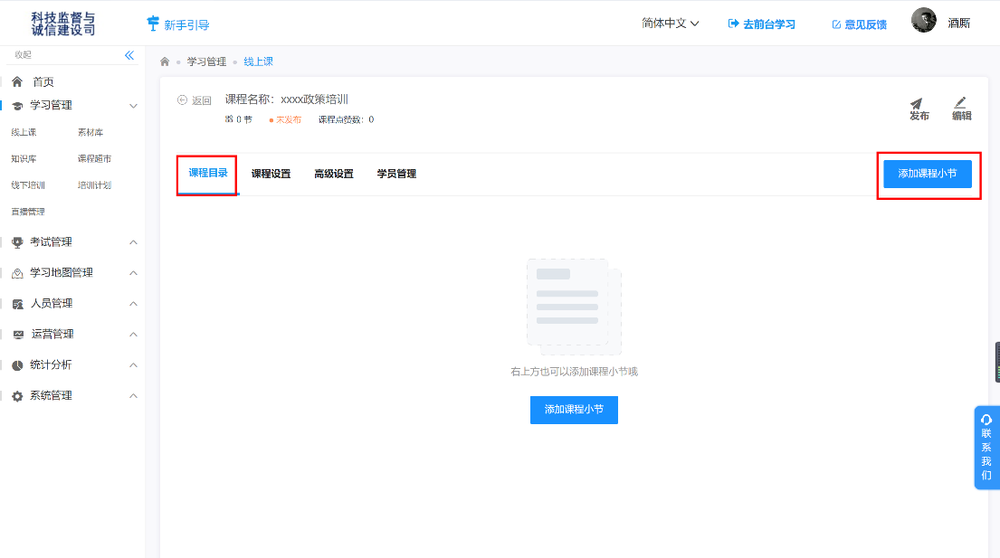 科技监督与
诚信建设司
新手引导
简体中文
去前台学习
意见反馈
酒厮
收起
首页
学习管理
线上课
素材库
知识库
课程超市
线下培训
培训计划
直播管理
考试管理
学习地图管理
人员管理
运营管理
统计分析
系统管理
学习管理
线上课
返回
课程名称：xxxx政策培训
0 节
未发布
课程点赞数：0
发布
编辑
课程目录
课程设置
高级设置
学员管理
添加课程小节
右上方也可以添加课程小节哦
添加课程小节
联
系
我
们